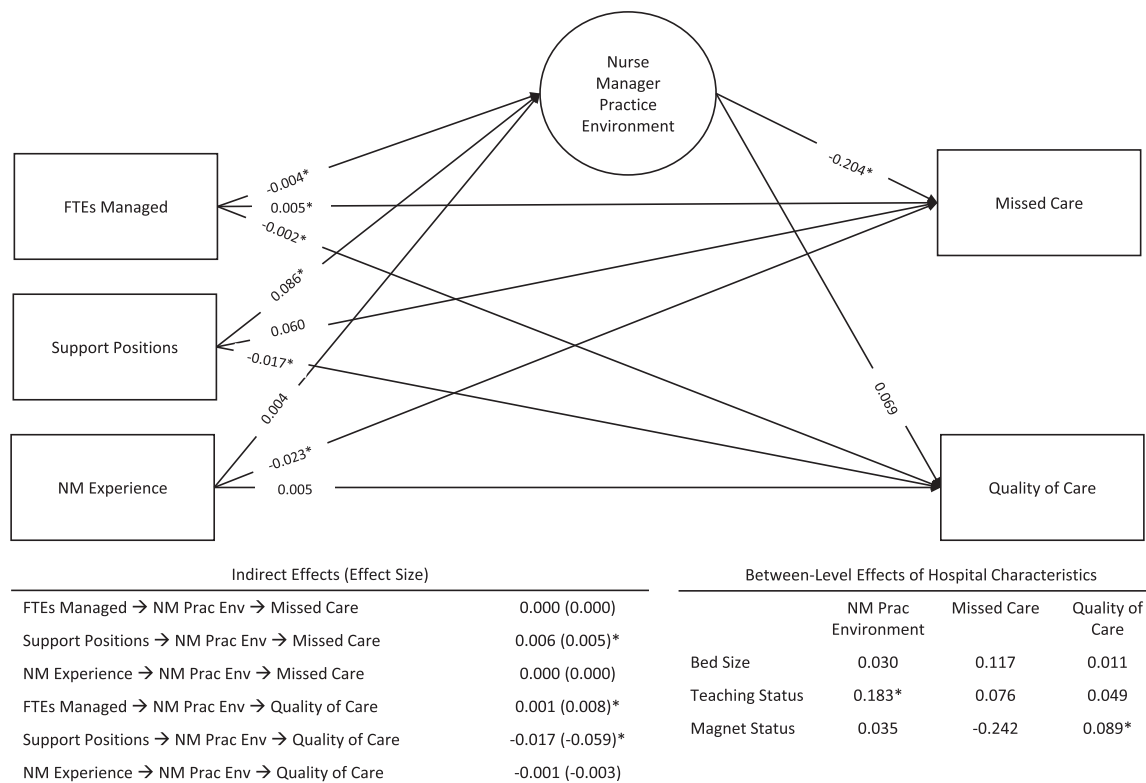 Nurse
Manager
Practice
Environment
FTEs Managed
Missed Care
Support Positions
NM Experience
Quality of Care
-0.004*
0.005*
-0.002*
0.086*
0.060
-0.017*
0.004
-0.023*
0.005
-0.204*
0.069
Indirect Effects (Effect Size)
FTEs Managed → NM Prac Env → Missed Care 0.000 (0.000)
Support Positions → NM Prac Env → Missed Care 0.006 (0.005)*
NM Experience → NM Prac Env → Missed Care 0.000 (0.000)
FTEs Managed → NM Prac Env → Quality of Care 0.001 (0.008)*
Support Positions → NM Prac Env → Quality of Care -0.017 (-0.059)*
NM Experience → NM Prac Env → Quality of Care -0.001 (-0.003)
Between-Level Effects of Hospital Characteristics
NM Prac Missed Care Quality of
Environment Care
Bed Size 0.030 0.117 0.011
Teaching Status 0.183* 0.076 0.049
Magnet Status 0.035 -0.242 0.089*